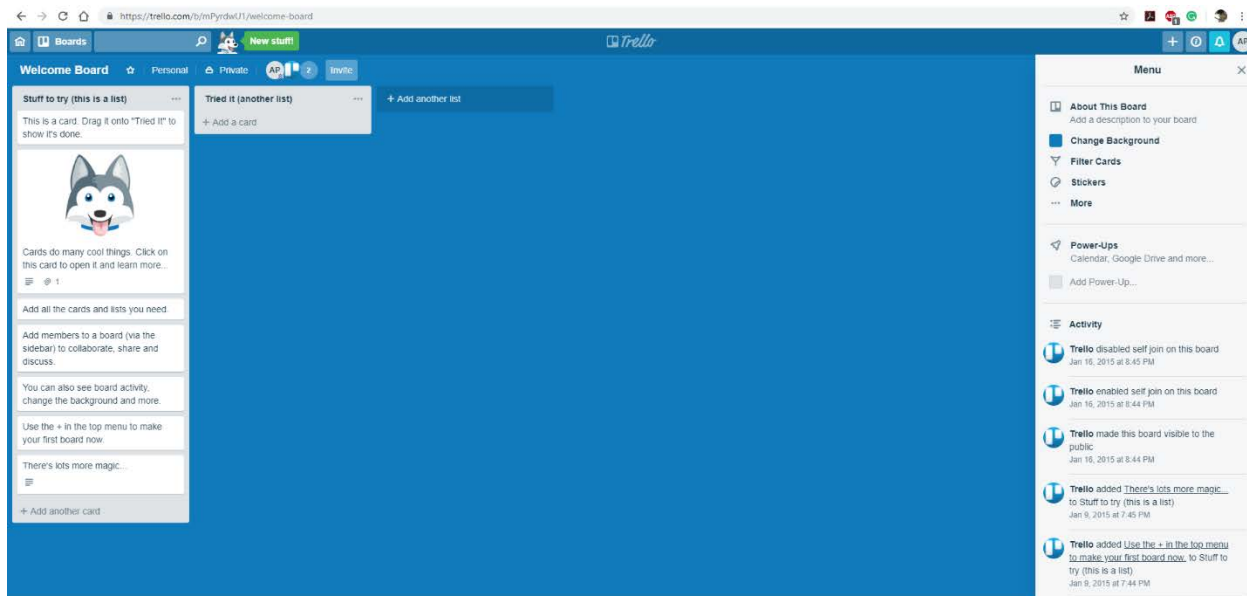 https://trello.com/b/mPyrdwU1/welcome-board
Boards
New stuff!
Trello
AP
Welcome Board
Personal
Private
AP
2
Invite
Stuff to try (this is a list)
This is a card. Drag it onto "Tried It" to
show it's done.
Cards do many cool things. Click on
this card to open it and learn more...
1
Add all the cards and lists you need.
Add members to a board (via the
sidebar) to collaborate, share and
discuss.
You can also see board activity,
change the background and more.
Use the + in the top menu to make
your first board now.
There's lots more magic...
+ Add another card
Tried it (another list)
+ Add a card
+ Add another list
Menu
About This Board
Add a description to your board
Change Background
Filter Cards
Stickers
More
Power-Ups
Calendar, Google Drive and more...
Add Power-Up...
Activity
Trello disabled self join on this board
Jan 16, 2015 at 8:45 PM
Trello enabled self join on this board
Jan 16, 2015 at 8:44 PM
Trello made this board visible to the
public
Jan 16, 2015 at 8:44 PM
Trello added There's lots more magic...
to Stuff to try (this is a list)
Jan 9, 2015 at 7:45 PM
Trello added Use the + in the top menu
to make your first board now. to Stuff to
try (this is a list)
Jan 9, 2015 at 7:44 PM